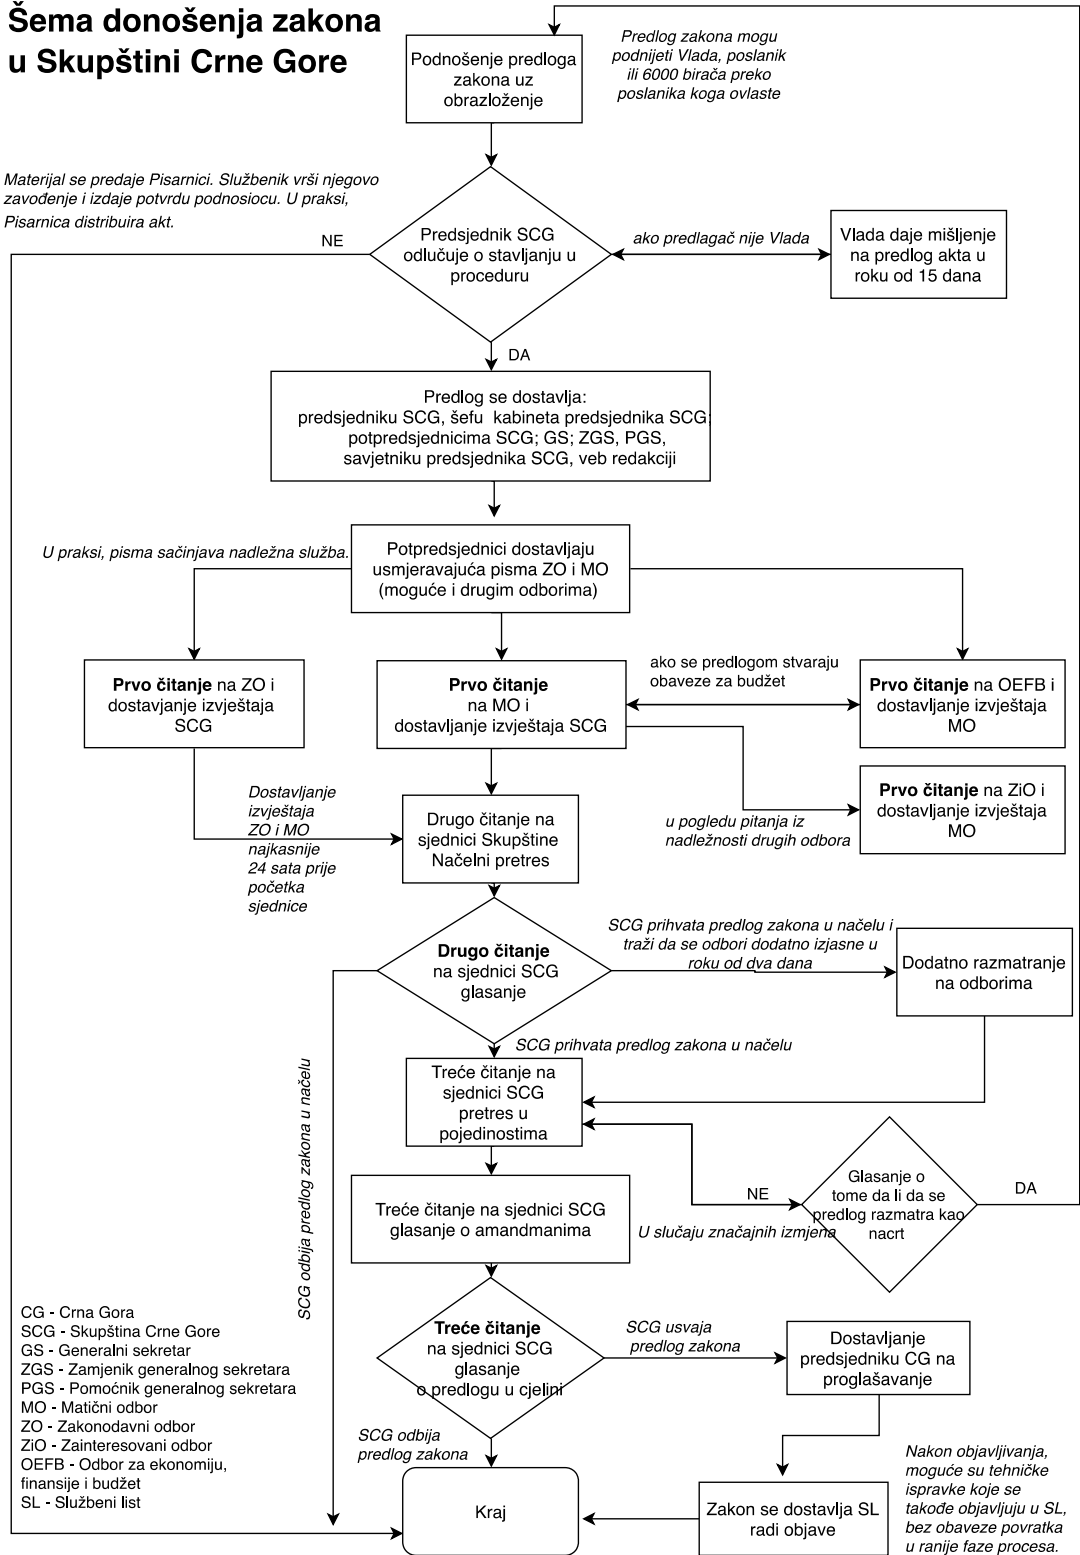 Šema donošenja zakona
u Skupštini Crne Gore
Podnošenje predloga
zakona uz
obrazloženje
Predlog zakona mogu
podnijeti Vlada, poslanik
ili 6000 birača preko
poslanika koga ovlaste
Materijal se predaje Pisarnici. Službenik vrši njegovo
zavođenje i izdaje potvrdu podnosiocu. U praksi,
Pisarnica distribuira akt.
NE
Predsjednik SCG
odlučuje o stavljanju u
proceduru
ako predlagač nije Vlada
Vlada daje mišljenje
na predlog akta u
roku od 15 dana
DA
Predlog se dostavlja:
predsjedniku SCG, šefu kabineta predsjednika SCG;
potpredsjednicima SCG; GS; ZGS, PGS,
savjetniku predsjednika SCG, veb redakciji
U praksi, pisma sačinjava nadležna služba.
Potpredsjednici dostavljaju
usmjeravajuća pisma ZO i MO
(moguće i drugim odborima)
Prvo čitanje na ZO i
dostavjanje izvještaja
SCG
Prvo čitanje
na MO i
dostavljanje izvještaja SCG
ako se predlogom stvaraju
obaveze za budžet
Prvo čitanje na OEFB i
dostavljanje izvještaja
MO
Prvo čitanje na ZiO i
dostavljanje izvještaja
MO
u pogledu pitanja iz
nadležnosti drugih odbora
Dostavljanje
izvještaja
ZO i MO
najkasnije
24 sata prije
početka
sjednice
Drugo čitanje na
sjednici Skupštine
Načelni pretres
Drugo čitanje
na sjednici SCG
glasanje
SCG prihvata predlog zakona u načelu i
traži da se odbori dodatno izjasne u
roku od dva dana
Dodatno razmatranje
na odborima
SCG prihvata predlog zakona u načelu
SCG odbija predlog zakona u načelu
Treće čitanje na
sjednici SCG
pretres u
pojedinostima
Glasanje o
tome da li da se
predlog razmatra kao
nacrt
NE
DA
U slučaju značajnih izmjena
Treće čitanje na sjednici SCG
glasanje o amandmanima
Treće čitanje
na sjednici SCG
glasanje
o predlogu u cjelini
SCG usvaja
predlog zakona
Dostavljanje
predsjedniku CG na
proglašavanje
SCG odbija
predlog zakona
Kraj
Zakon se dostavlja SL
radi objave
Nakon objavljivanja,
moguće su tehničke
ispravke koje se
takođe objavljuju u SL,
bez obaveze povratka
u ranije faze procesa.
CG - Crna Gora
SCG - Skupština Crne Gore
GS - Generalni sekretar
ZGS - Zamjenik generalnog sekretara
PGS - Pomoćnik generalnog sekretara
MO - Matični odbor
ZO - Zakonodavni odbor
ZiO - Zainteresovani odbor
OEFB - Odbor za ekonomiju,
finansije i budžet
SL - Službeni list